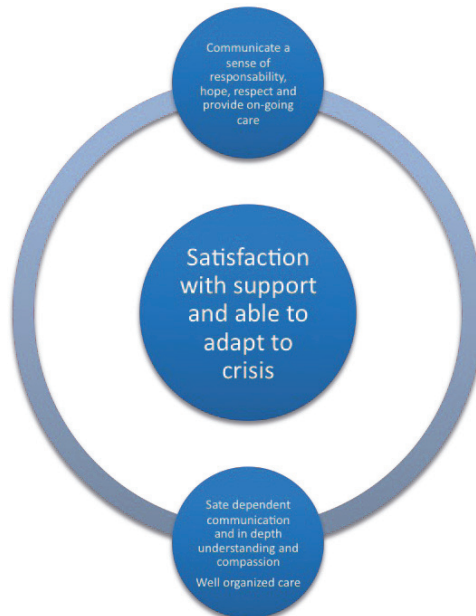 Communicate a
sense of
responsability,
hope, respect and
provide on-going
care
Satisfaction
with support
and able to
adapt to
crisis
Sate dependent
communication
and in depth
understanding and
compassion
Well organized care